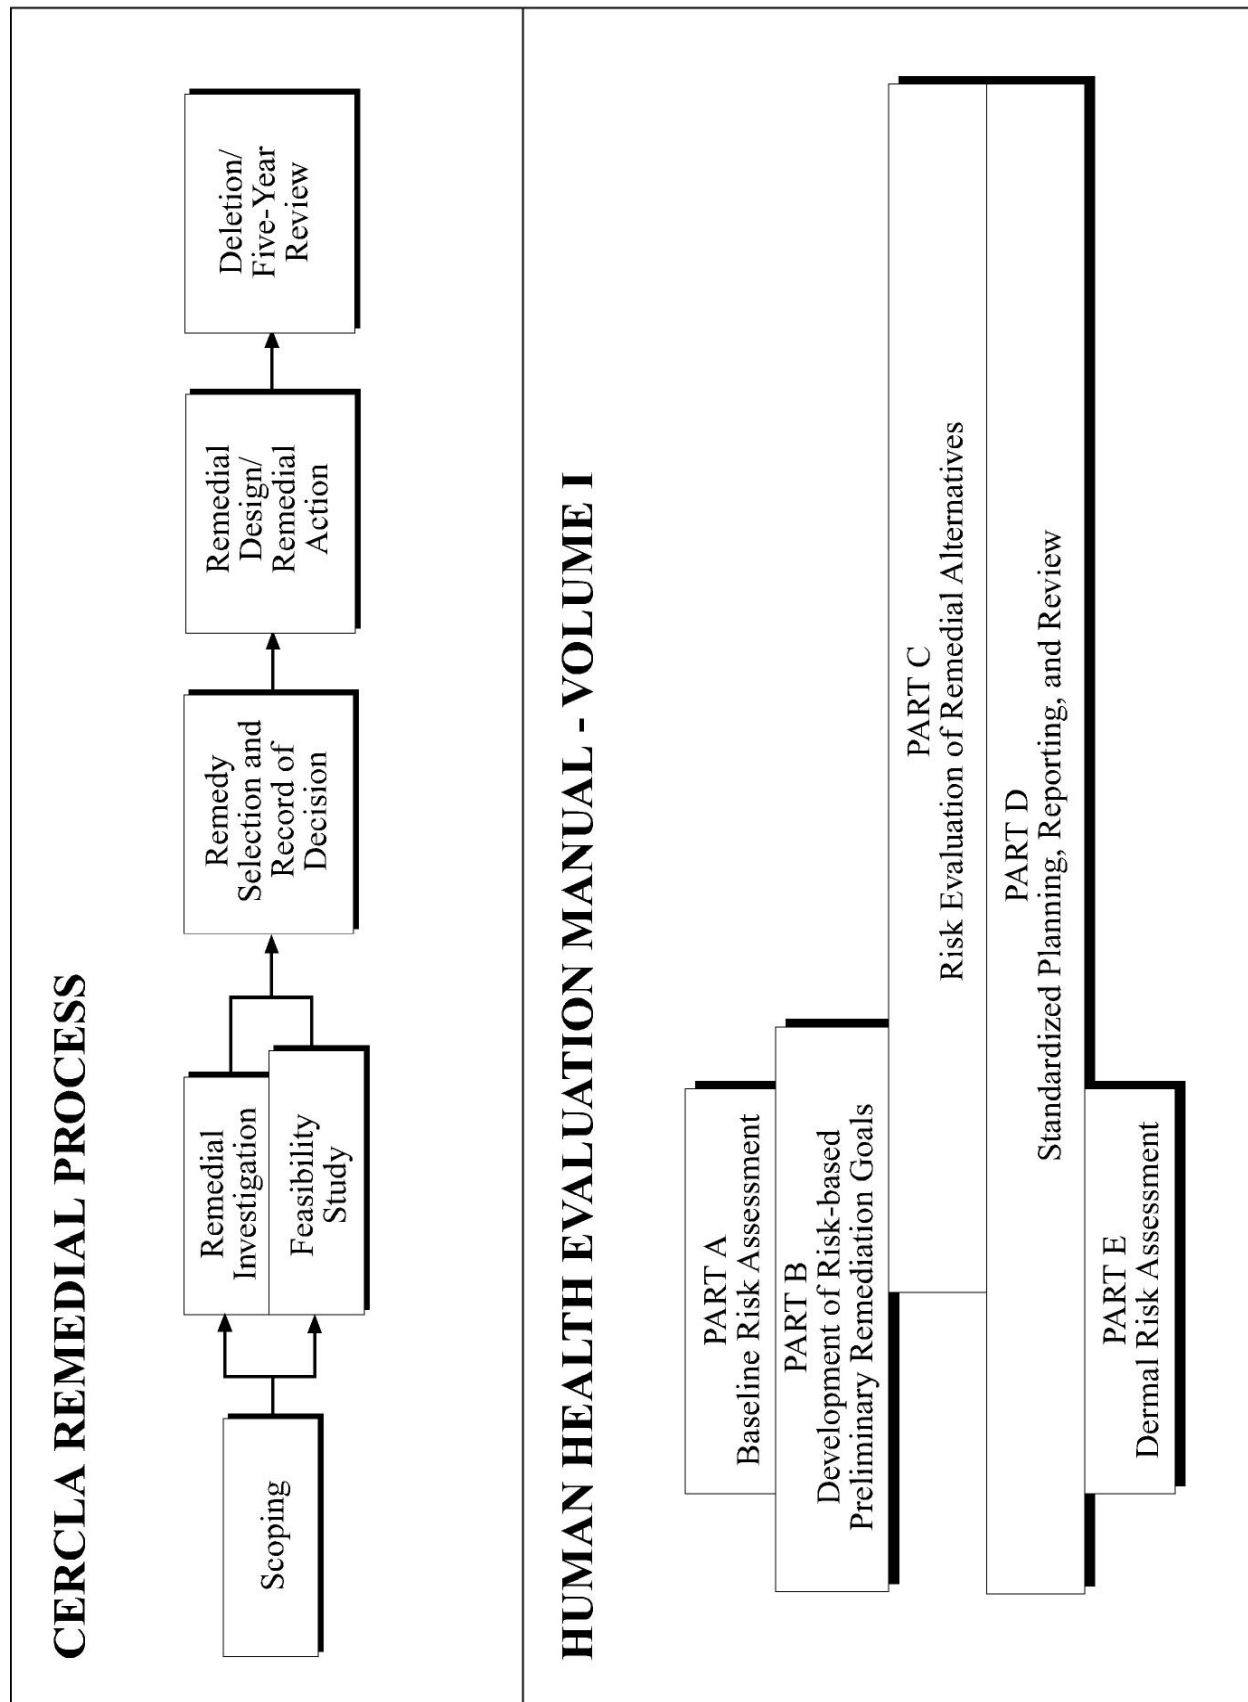 CERCLA REMEDIAL PROCESS
Scoping
Remedial
Investigation
Feasibility
Study
Remedy
Selection and
Record of
Decision
Remedial
Design/
Remedial
Action
Deletion/
Five-Year
Review
HUMAN HEALTH EVALUATION MANUAL - VOLUME I
PART A
Baseline Risk Assessment
PART B
Development of Risk-based
Preliminary Remediation Goals
PART C
Risk Evaluation of Remedial Alternatives
PART D
Standardized Planning, Reporting, and Review
PART E
Dermal Risk Assessment